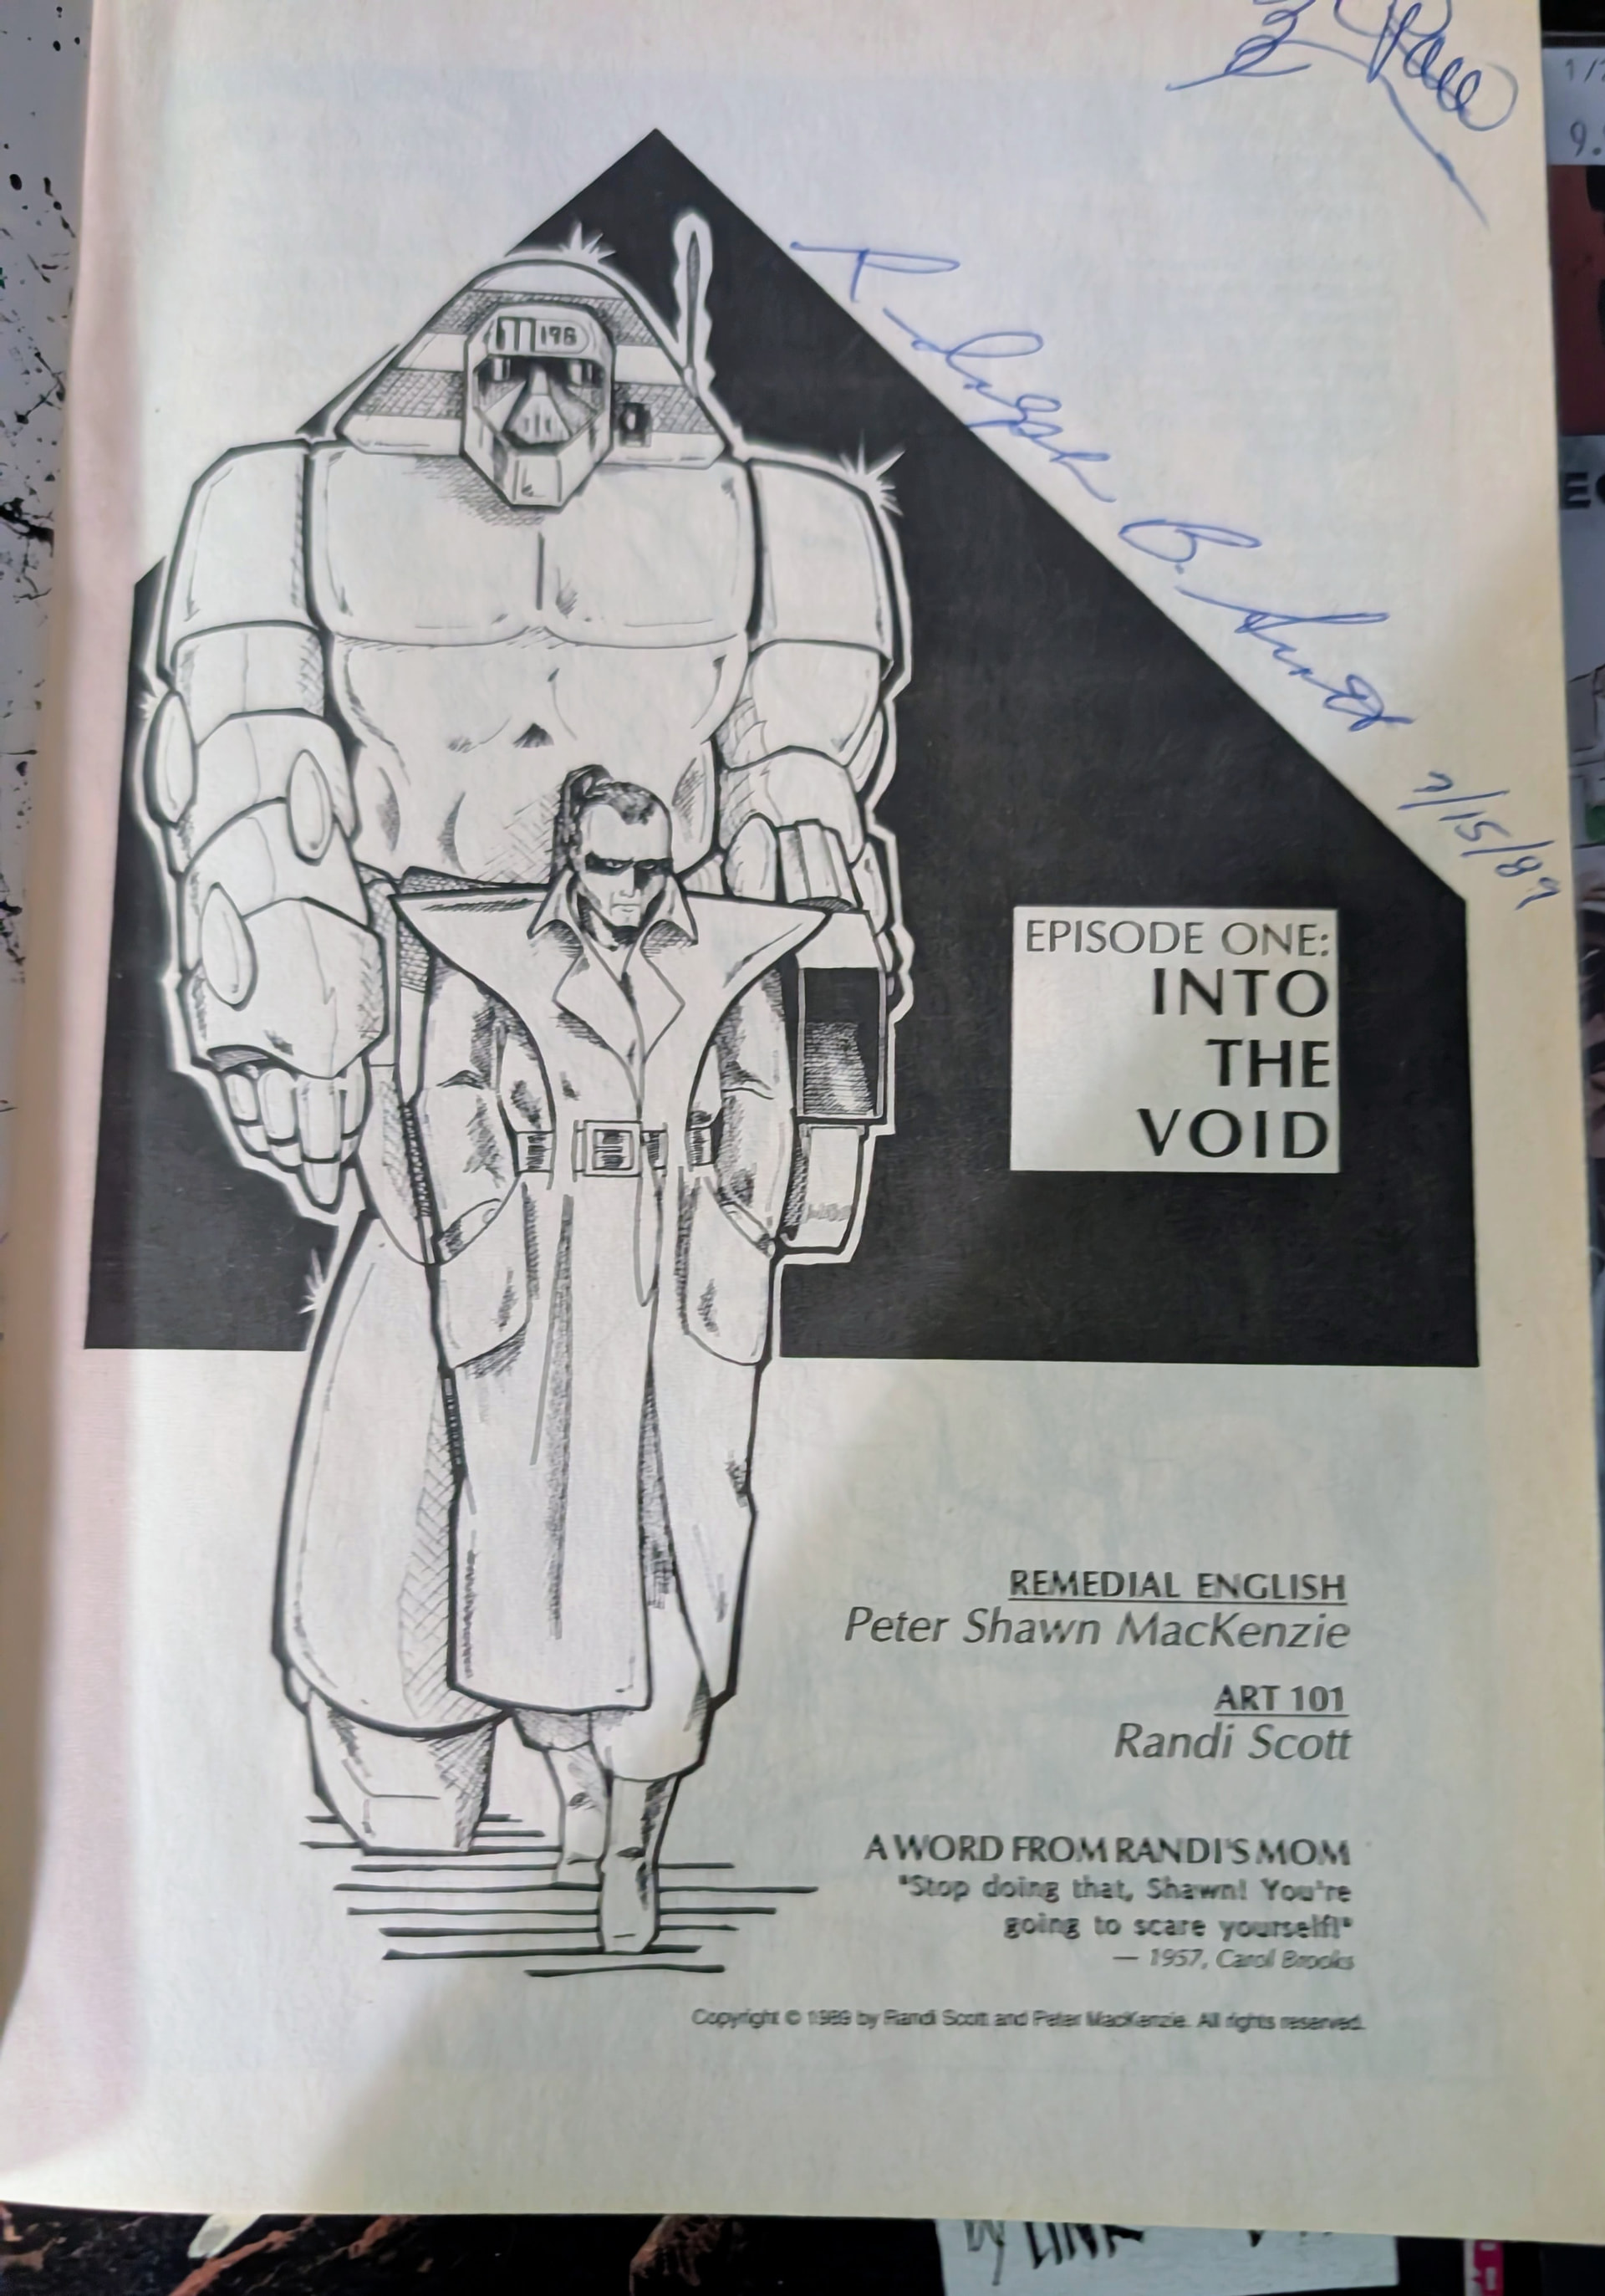 198
7/15/89
EPISODE ONE:
INTO
THE
VOID
REMEDIAL ENGLISH
Peter Shawn MacKenzie
ART 101
Randi Scott
A WORD FROM RANDI'S MOM
"Stop doing that, Shawn! You're
going to scare yourself!"
— 1957, Carol Brooks
Copyright © 1989 by Randi Scott and Peter MacKenzie. All rights reserved.
by